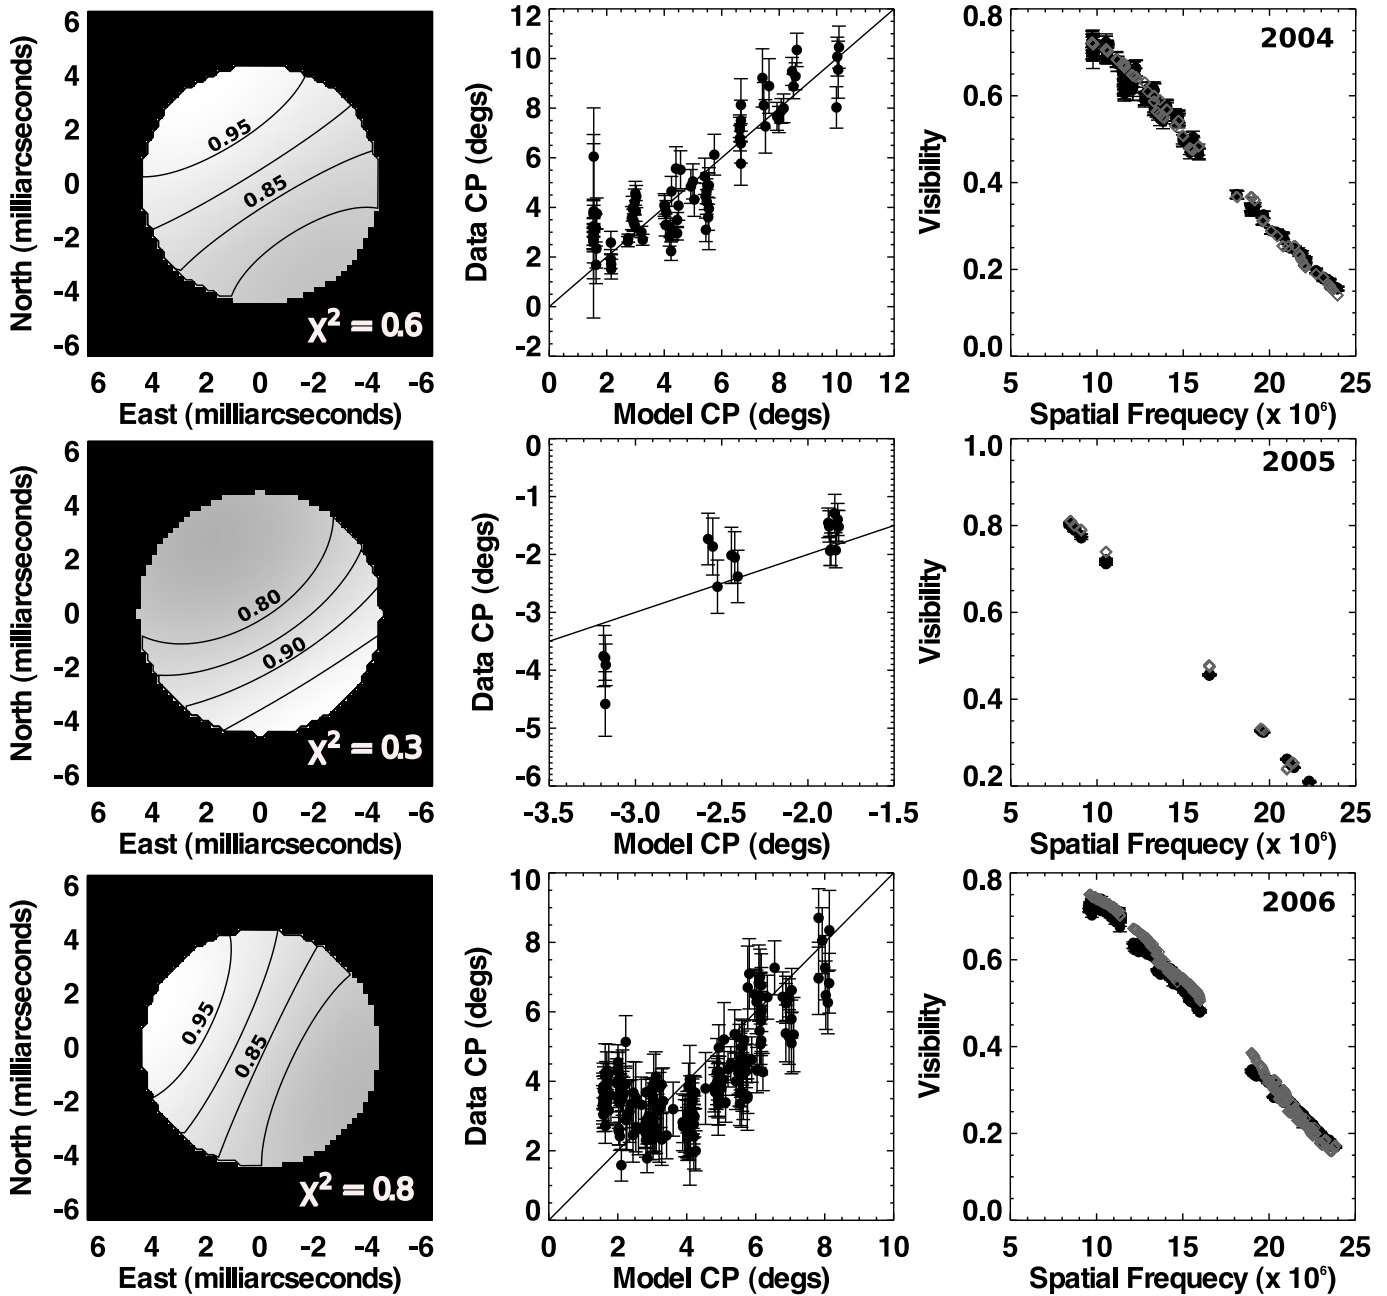 6
4
2
0
-2
-4
-6
North (milliarcseconds)
0.95
0.85
χ² = 0.6
6 4 2 0 -2 -4 -6
East (milliarcseconds)
12
10
8
6
4
2
0
-2
Data CP (degs)
0 2 4 6 8 10 12
Model CP (degs)
2004
0.8
0.6
0.4
0.2
0.0
Visibility
5 10 15 20 25
Spatial Frequecy (x 10⁶)
6
4
2
0
-2
-4
-6
North (milliarcseconds)
0.80
0.90
χ² = 0.3
6 4 2 0 -2 -4 -6
East (milliarcseconds)
0
-1
-2
-3
-4
-5
-6
Data CP (degs)
-3.5 -3.0 -2.5 -2.0 -1.5
Model CP (degs)
2005
1.0
0.8
0.6
0.4
0.2
Visibility
5 10 15 20 25
Spatial Frequecy (x 10⁶)
6
4
2
0
-2
-4
-6
North (milliarcseconds)
0.95
0.85
χ² = 0.8
6 4 2 0 -2 -4 -6
East (milliarcseconds)
10
8
6
4
2
0
Data CP (degs)
0 2 4 6 8 10
Model CP (degs)
2006
0.8
0.6
0.4
0.2
0.0
Visibility
5 10 15 20 25
Spatial Frequecy (x 10⁶)